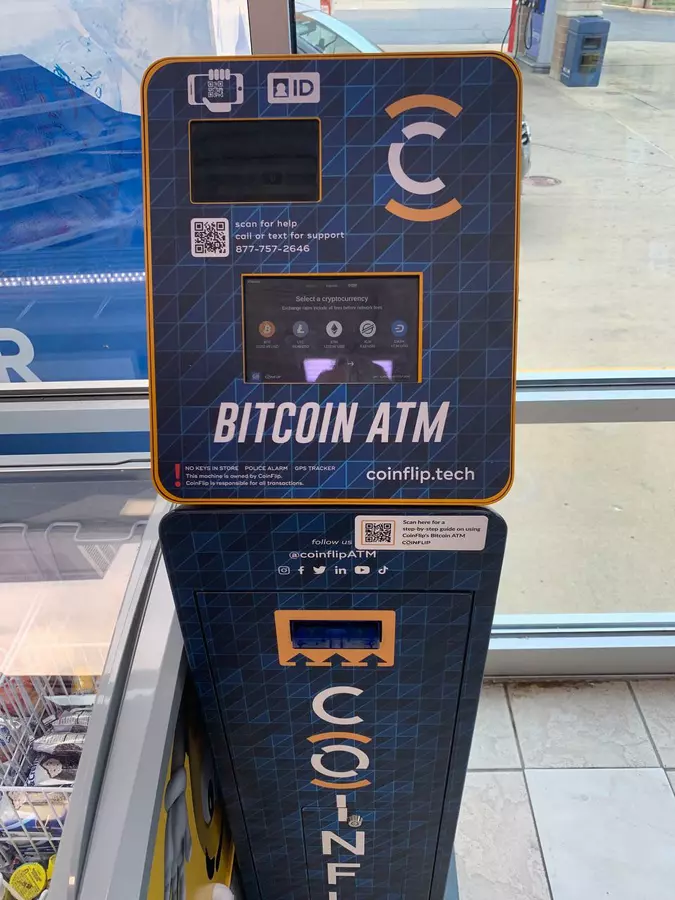 ID
C
scan for help
call or text for support
877-757-2646
Select a cryptocurrency
BITCOIN ATM
! NO KEYS IN STORE POLICE ALARM GPS TRACKER
This machine is owned by CoinFlip.
CoinFlip is responsible for all transactions.
coinflip.tech
Scan here for a
step-by-step guide on using
CoinFlip's Bitcoin ATM
COINFLIP
follow us
@coinflipATM
COINF
R